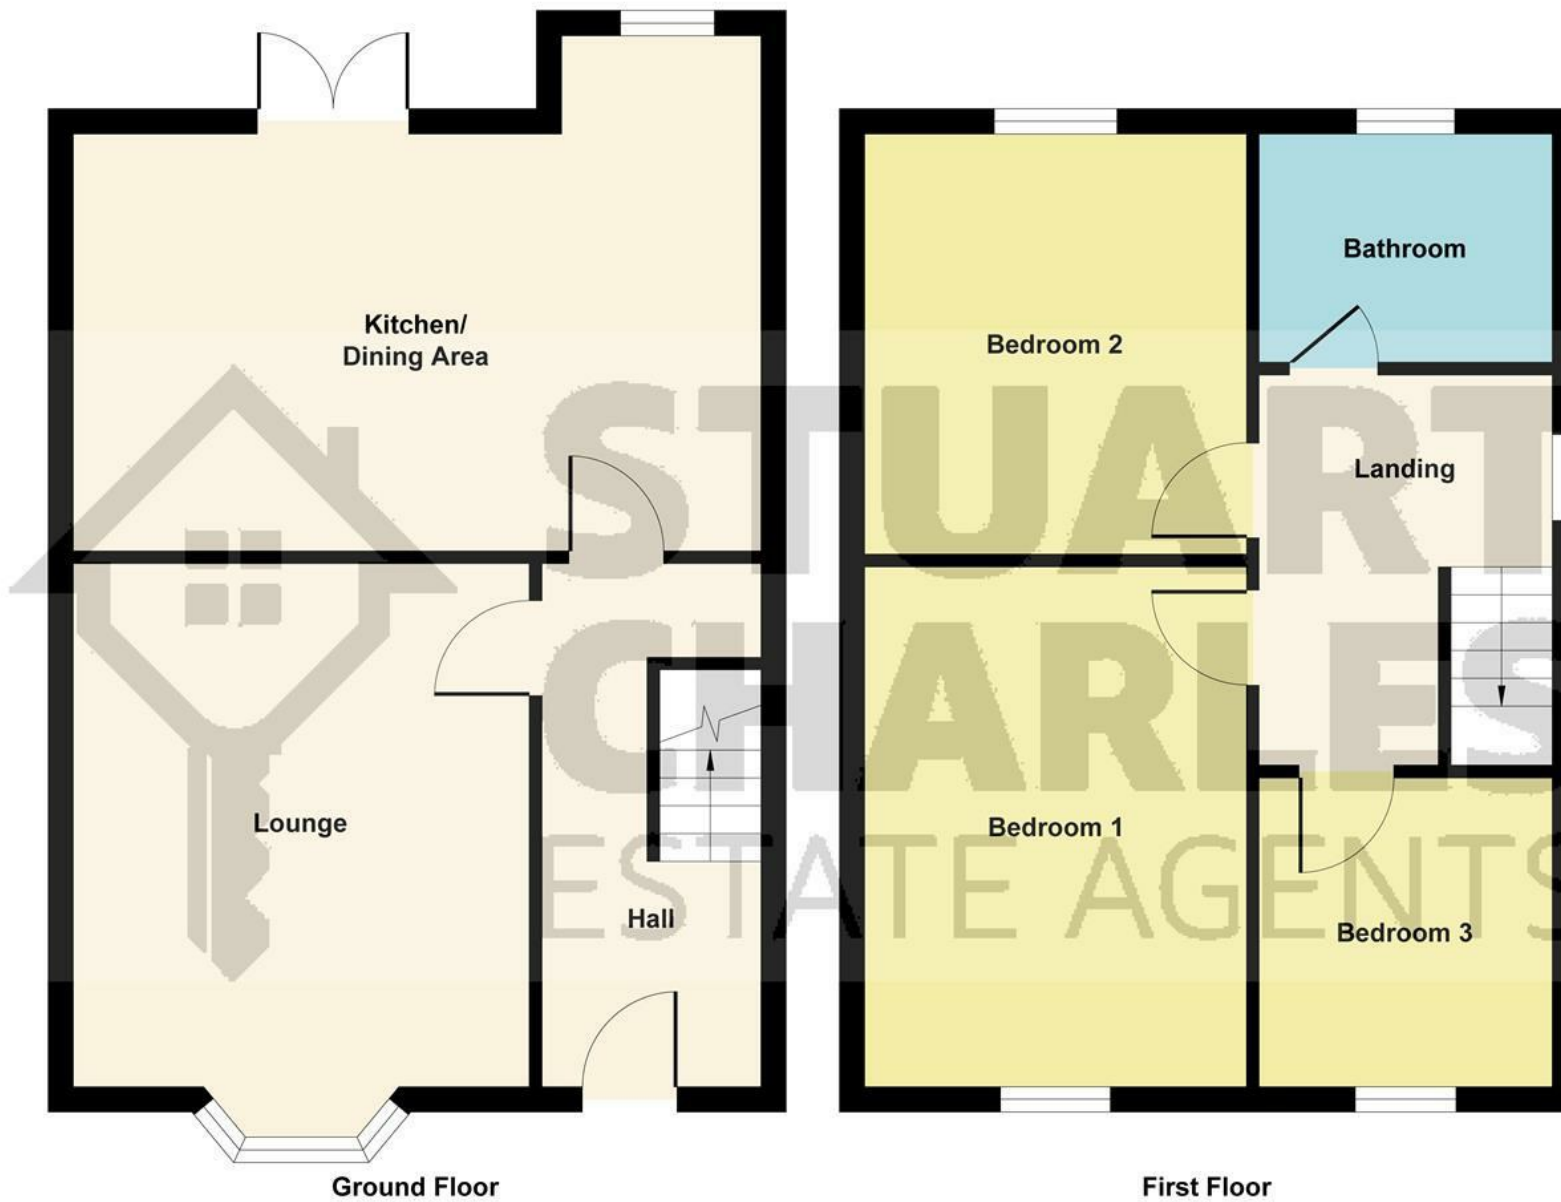 Kitchen/
Dining Area
Lounge
Hall
Ground Floor
Bedroom 2
Bathroom
Landing
Bedroom 1
Bedroom 3
First Floor
STUART
CHARLES
ESTATE AGENTS